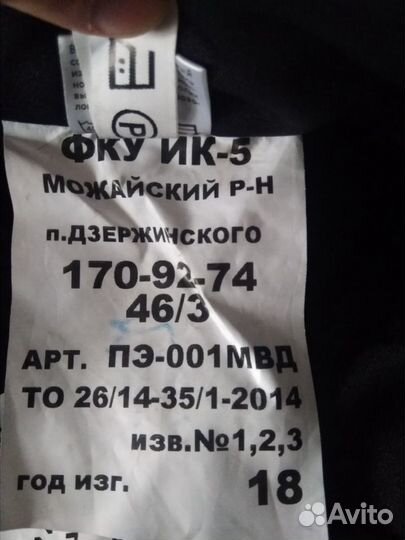 ФКУ ИК-5
МОЖАЙСКИЙ Р-Н
п.ДЗЕРЖИНСКОГО
170-92-74
46/3
АРТ. ПЭ-001МВД
ТО 26/14-35/1-2014
изв.№1,2,3
год изг. 18
Avito